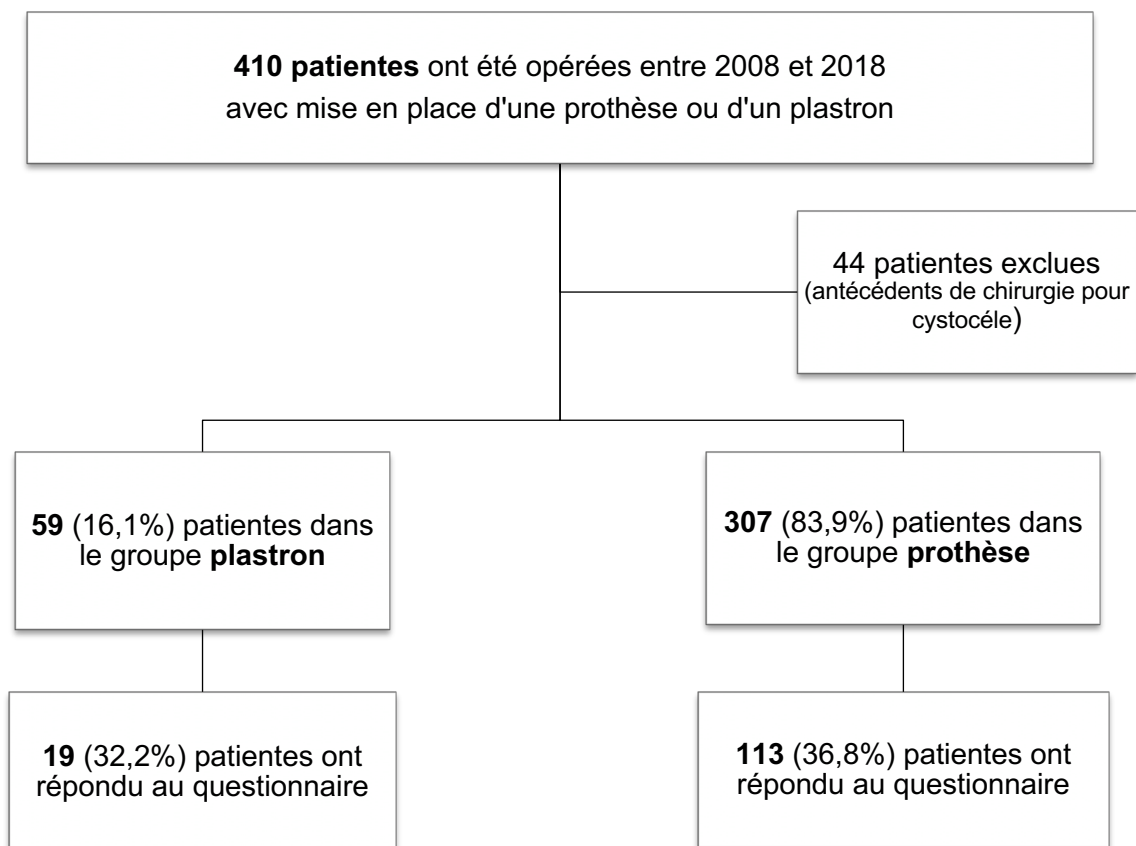 410 patientes ont été opérées entre 2008 et 2018
avec mise en place d'une prothèse ou d'un plastron
44 patientes exclues
(antécédents de chirurgie pour
cystocéle)
59 (16,1%) patientes dans
le groupe plastron
307 (83,9%) patientes dans
le groupe prothèse
19 (32,2%) patientes ont
répondu au questionnaire
113 (36,8%) patientes ont
répondu au questionnaire